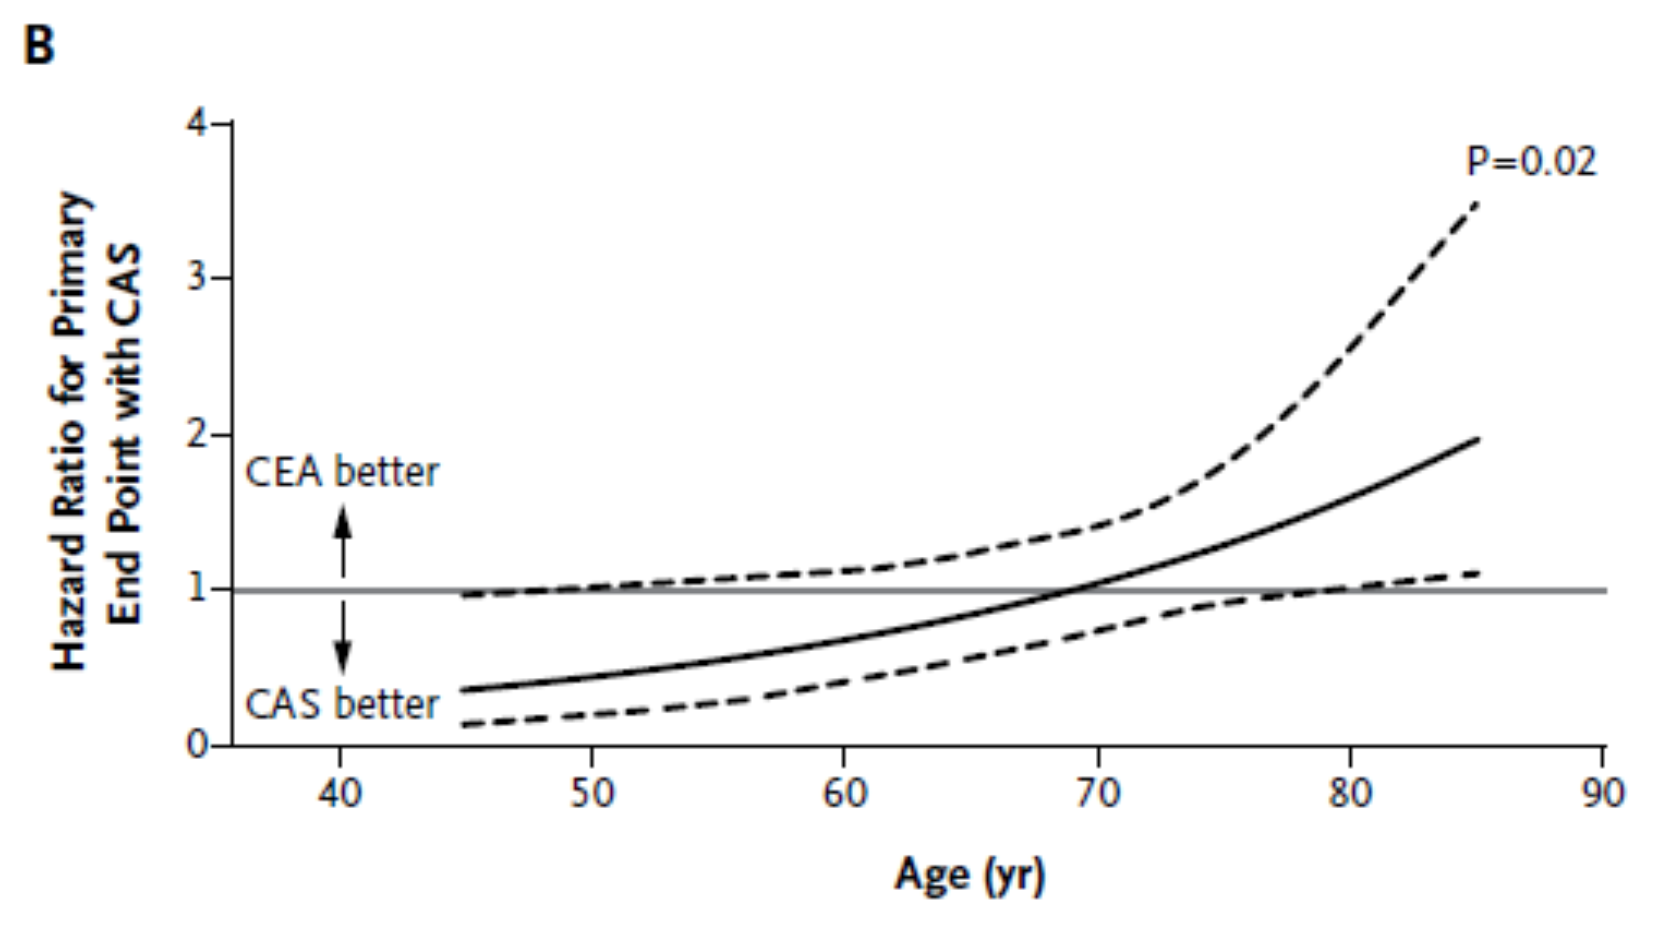 B
Hazard Ratio for Primary
End Point with CAS
4
3
2
1
0
P=0.02
CEA better
CAS better
40 50 60 70 80 90
Age (yr)